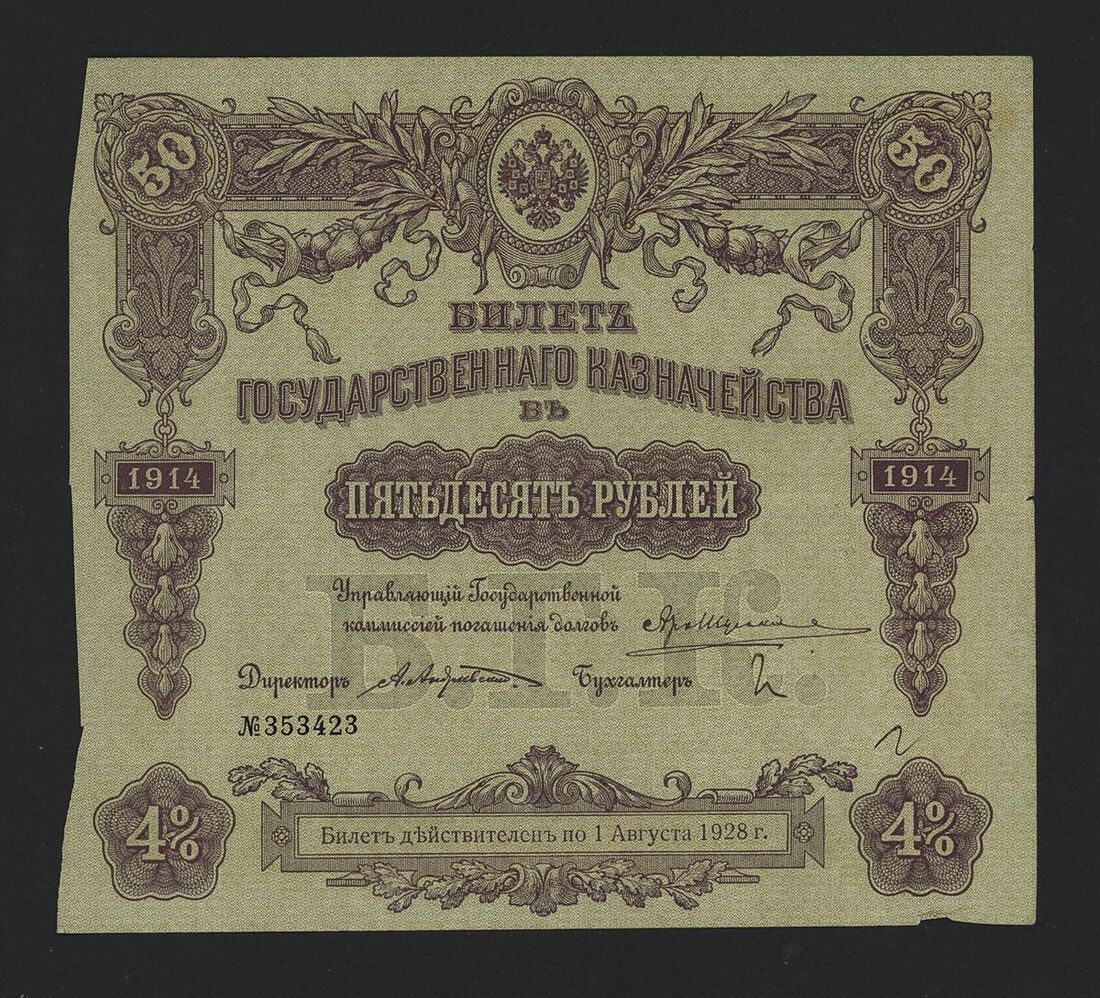 50 50
БИЛЕТЪ
ГОСУДАРСТВЕННАГО КАЗНАЧЕЙСТВА
ВЪ
1914 1914
ПЯТЬДЕСЯТЪ РУБЛЕЙ
Управляющій Государственной
коммиссіей погашенія долговъ
Директоръ Бухгалтеръ
№353423
4% 4%
Билетъ дѣйствителенъ по 1 Августа 1928 г.